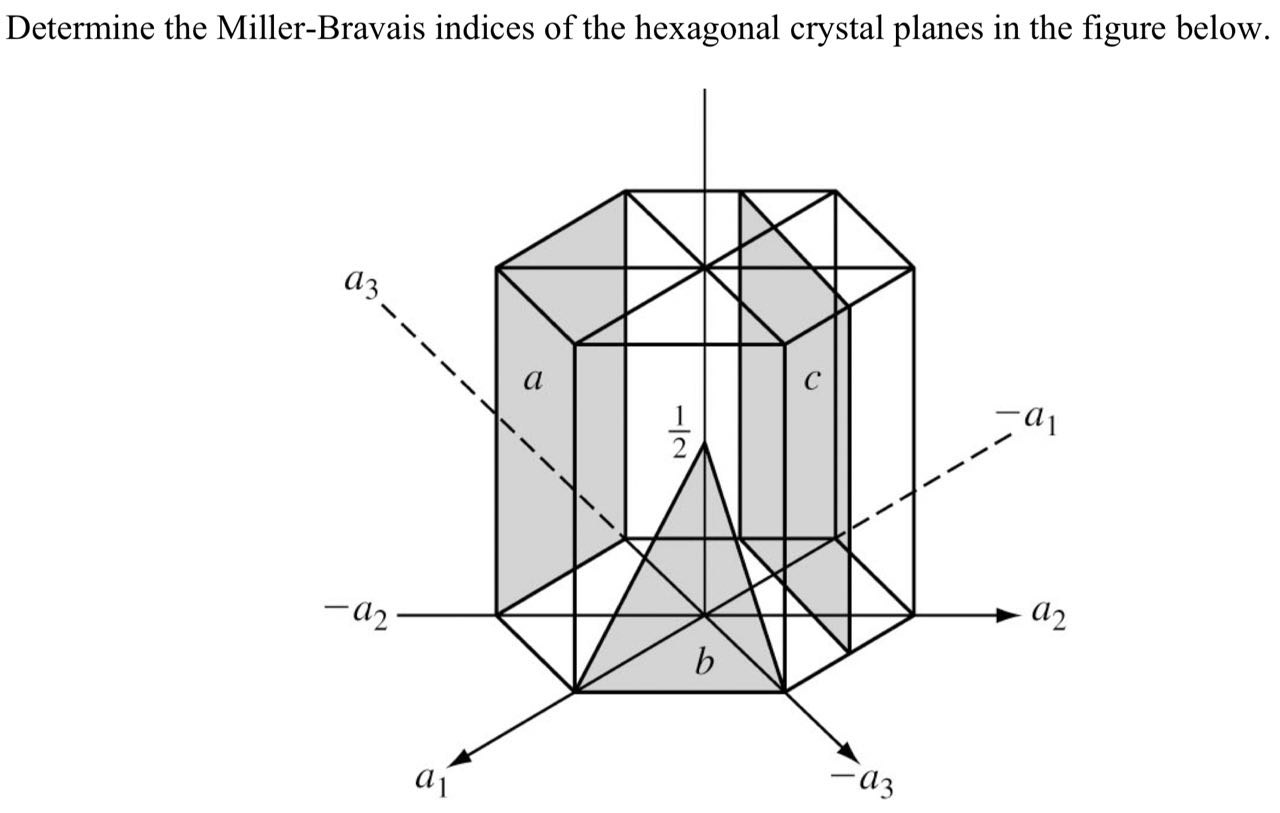 Determine the Miller-Bravais indices of the hexagonal crystal planes in the figure below.
a3
a
c
1/2
−a1
−a2
a2
b
a1
−a3